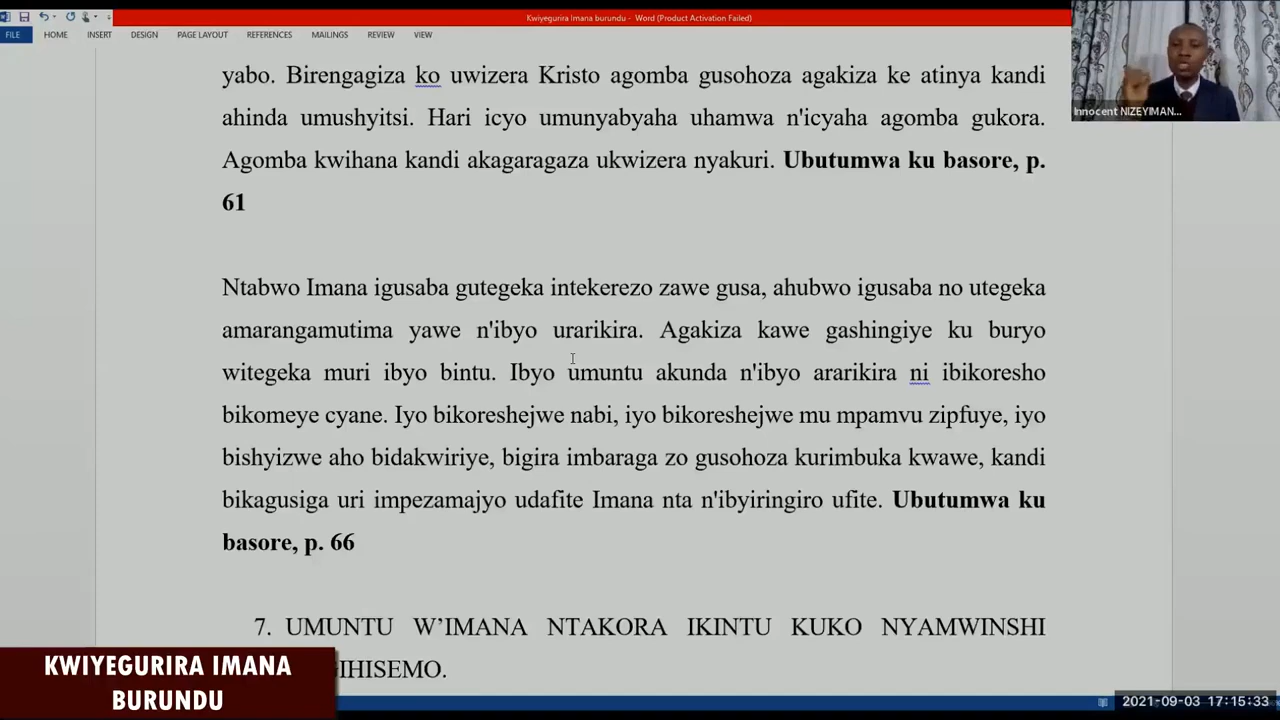 Kwiyegurira Imana burundu - Word (Product Activation Failed)
FILE HOME INSERT DESIGN PAGE LAYOUT REFERENCES MAILINGS REVIEW VIEW
Innocent NIZEYIMAN...
yabo. Birengagiza ko uwizera Kristo agomba gusohoza agakiza ke atinya kandi
ahinda umushyitsi. Hari icyo umunyabyaha uhamwa n'icyaha agomba gukora.
Agomba kwihana kandi akagaragaza ukwizera nyakuri. Ubutumwa ku basore, p.
61
Ntabwo Imana igusaba gutegeka intekerezo zawe gusa, ahubwo igusaba no utegeka
amarangamutima yawe n'ibyo urarikira. Agakiza kawe gashingiye ku buryo
witegeka muri ibyo bintu. Ibyo umuntu akunda n'ibyo ararikira ni ibikoresho
bikomeye cyane. Iyo bikoreshejwe nabi, iyo bikoreshejwe mu mpamvu zipfuye, iyo
bishyizwe aho bidakwiriye, bigira imbaraga zo gusohoza kurimbuka kwawe, kandi
bikagusiga uri impezamajyo udafite Imana nta n'ibyiringiro ufite. Ubutumwa ku
basore, p. 66
7. UMUNTU W’IMANA NTAKORA IKINTU KUKO NYAMWINSHI
GIHISEMO.
KWIYEGURIRA IMANA
BURUNDU
2021-09-03 17:15:33